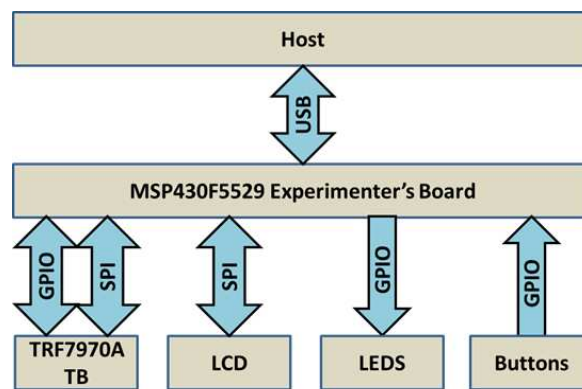 Host
USB
MSP430F5529 Experimenter's Board
GPIO
SPI
SPI
GPIO
GPIO
TRF7970A
TB
LCD
LEDS
Buttons